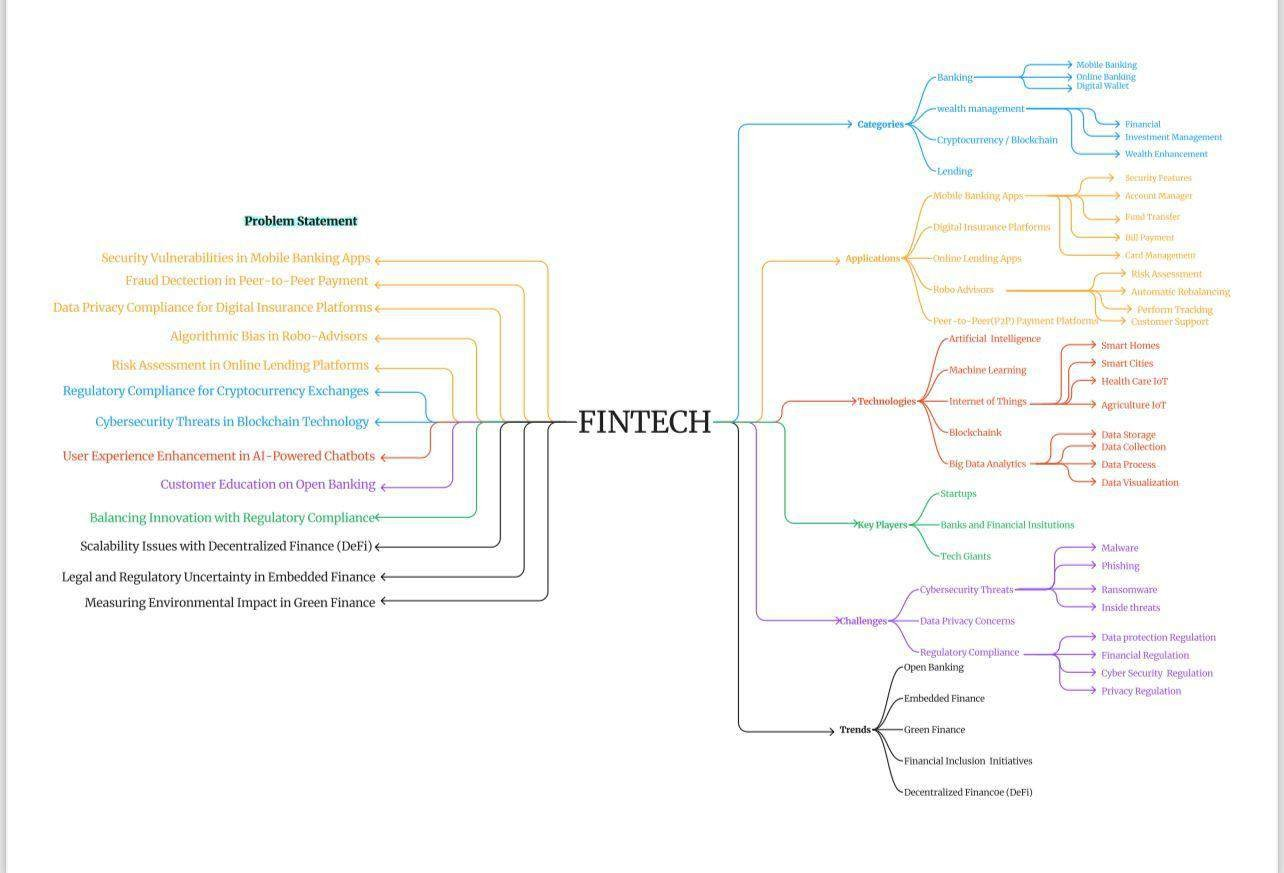 Problem Statement
Security Vulnerabilities in Mobile Banking Apps
Fraud Dectection in Peer-to-Peer Payment
Data Privacy Compliance for Digital Insurance Platforms
Algorithmic Bias in Robo-Advisors
Risk Assessment in Online Lending Platforms
Regulatory Compliance for Cryptocurrency Exchanges
Cybersecurity Threats in Blockchain Technology
User Experience Enhancement in AI-Powered Chatbots
Customer Education on Open Banking
Balancing Innovation with Regulatory Compliance
Scalability Issues with Decentralized Finance (DeFi)
Legal and Regulatory Uncertainty in Embedded Finance
Measuring Environmental Impact in Green Finance
FINTECH
Categories
Banking
Mobile Banking
Online Banking
Digital Wallet
wealth management
Financial
Investment Management
Wealth Enhancement
Cryptocurrency / Blockchain
Lending
Applications
Mobile Banking Apps
Security Features
Account Manager
Fund Transfer
Bill Payment
Card Management
Digital Insurance Platforms
Online Lending Apps
Robo Advisors
Risk Assessment
Automatic Rebalancing
Perform Tracking
Customer Support
Peer-to-Peer(P2P) Payment Platforms
Technologies
Artificial Intelligence
Machine Learning
Internet of Things
Smart Homes
Smart Cities
Health Care IoT
Agriculture IoT
Blockchaink
Big Data Analytics
Data Storage
Data Collection
Data Process
Data Visualization
Key Players
Startups
Banks and Financial Insitutions
Tech Giants
Challenges
Cybersecurity Threats
Malware
Phishing
Ransomware
Inside threats
Data Privacy Concerns
Regulatory Compliance
Data protection Regulation
Financial Regulation
Cyber Security Regulation
Privacy Regulation
Trends
Open Banking
Embedded Finance
Green Finance
Financial Inclusion Initiatives
Decentralized Financoe (DeFi)